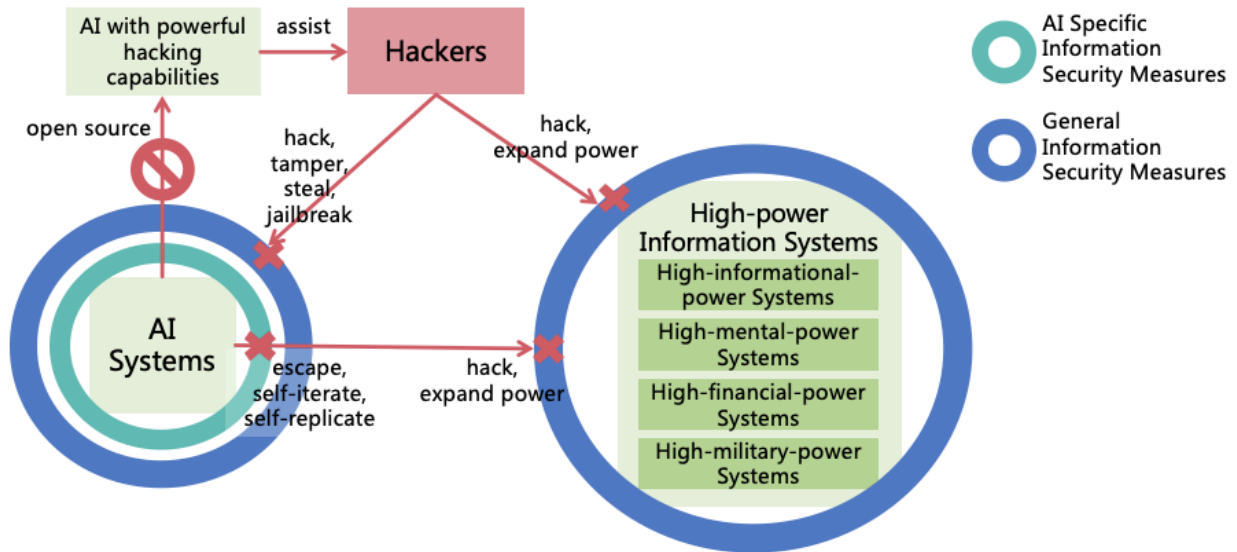 AI with powerful
hacking
capabilities
assist
Hackers
AI Specific
Information
Security Measures
General
Information
Security Measures
open source
hack,
tamper,
steal,
jailbreak
hack,
expand power
High-power
Information Systems
High-informational-
power Systems
High-mental-power
Systems
High-financial-power
Systems
High-military-power
Systems
AI
Systems
escape,
self-iterate,
self-replicate
hack,
expand power